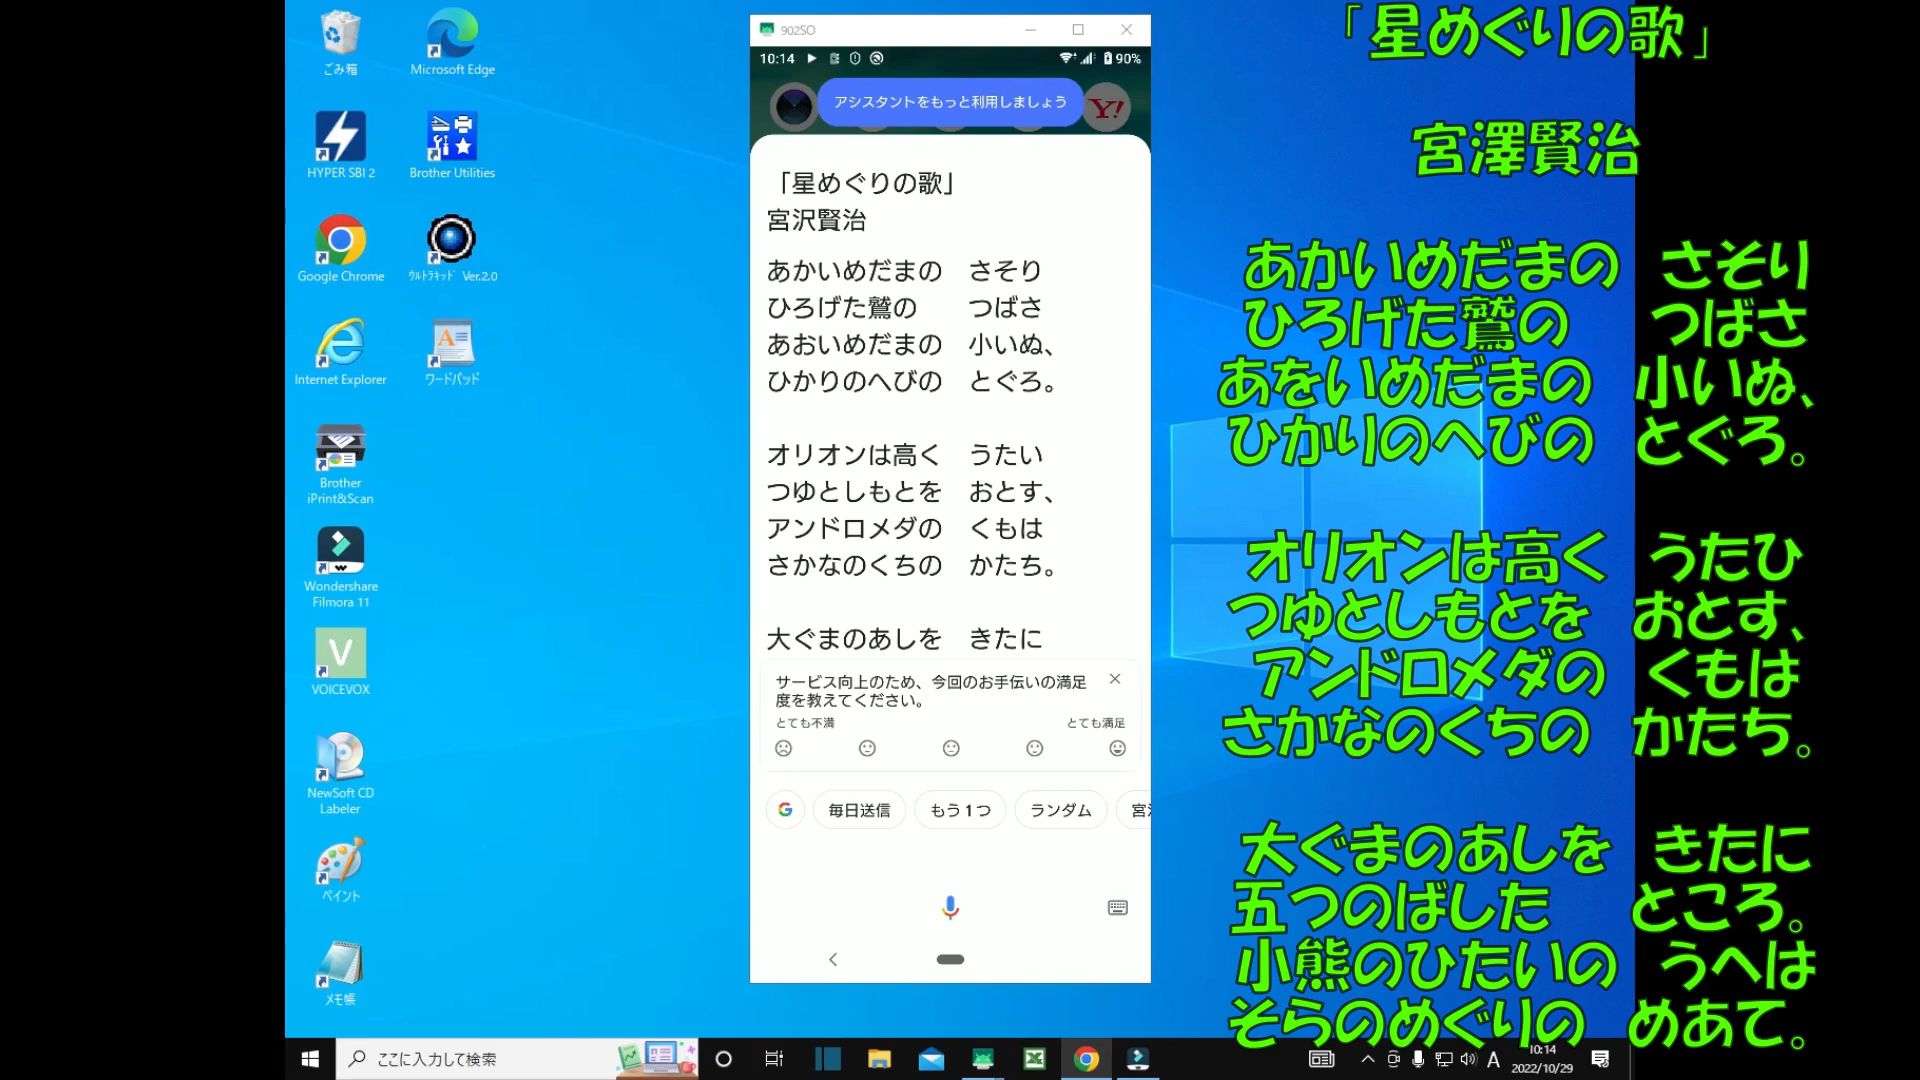 ごみ箱
Microsoft Edge
HYPER SBI 2
Brother Utilities
Google Chrome
ｳﾙﾄﾗｷｯﾄﾞ Ver.2.0
Internet Explorer
ワードパッド
Brother
iPrint&Scan
Wondershare
Filmora 11
V
VOICEVOX
NewSoft CD
Labeler
ペイント
メモ帳
902SO
10:14
90%
アシスタントをもっと利用しましょう
Y!
「星めぐりの歌」
宮沢賢治
あかいめだまの　さそり
ひろげた鷲の　　つばさ
あおいめだまの　小いぬ、
ひかりのへびの　とぐろ。
オリオンは高く　うたい
つゆとしもとを　おとす、
アンドロメダの　くもは
さかなのくちの　かたち。
大ぐまのあしを　きたに
サービス向上のため、今回のお手伝いの満足
度を教えてください。
とても不満　とても満足
G 毎日送信 もう 1 つ ランダム 宮
「星めぐりの歌」
宮澤賢治
あかいめだまの　さそり
ひろげた鷲の　　つばさ
あをいめだまの　小いぬ、
ひかりのへびの　とぐろ。
オリオンは高く　うたひ
つゆとしもとを　おとす、
アンドロメダの　くもは
さかなのくちの　かたち。
大ぐまのあしを　きたに
五つのばした　　ところ。
小熊のひたいの　うへは
そらのめぐりの　めあて。
ここに入力して検索
A
10:14
2022/10/29